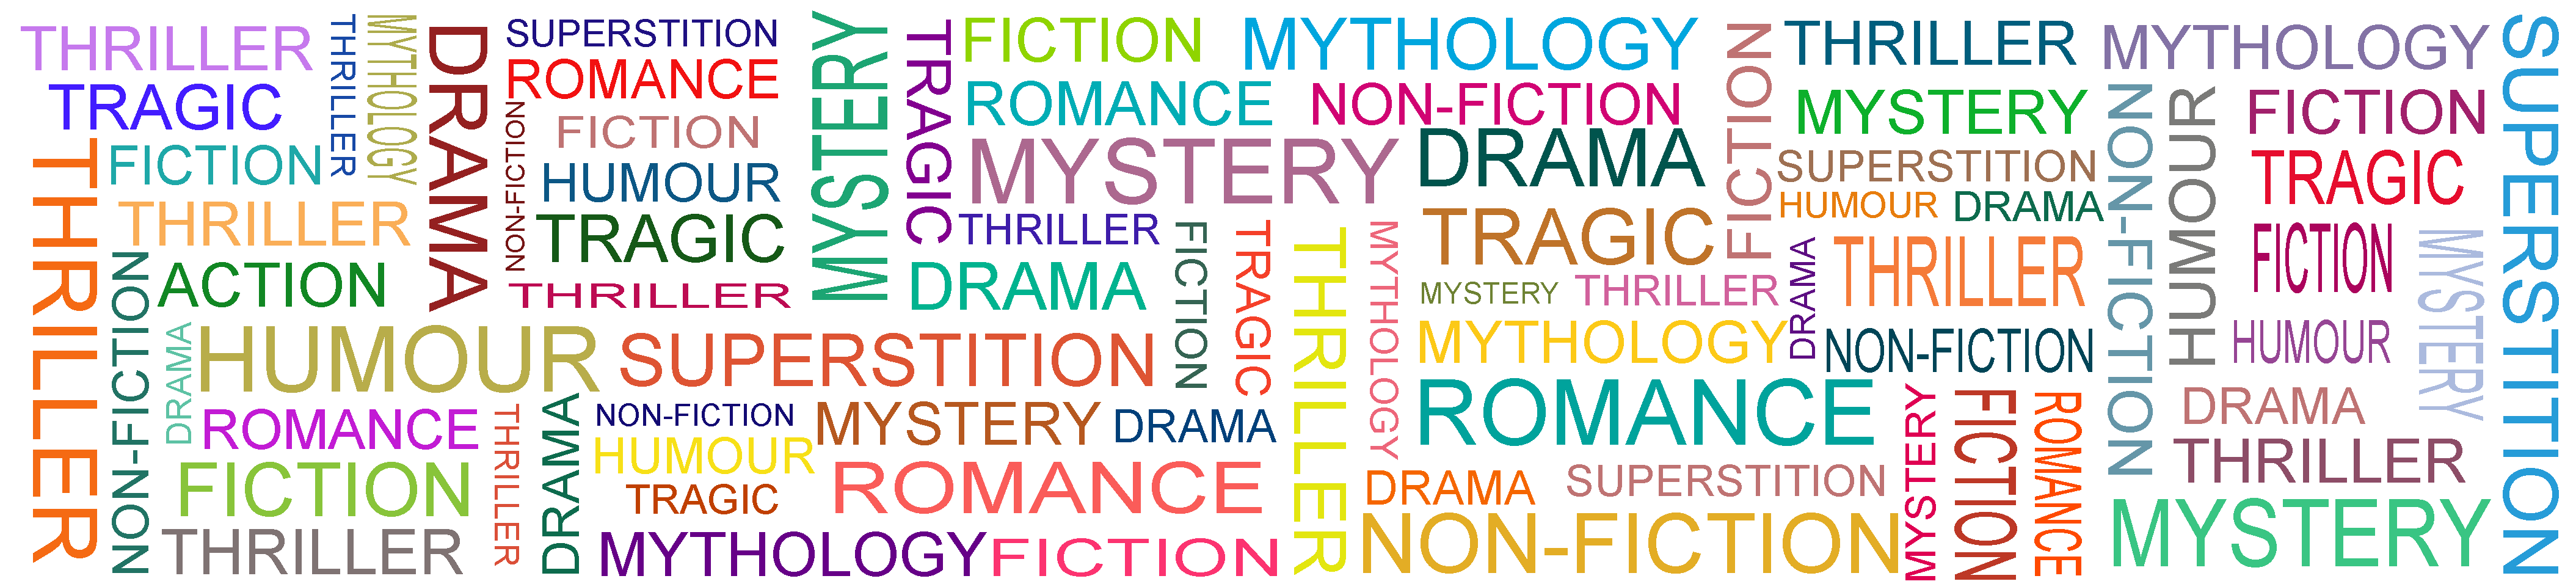 THRILLER
TRAGIC
THRILLER
MYTHOLOGY
DRAMA
FICTION
THRILLER
THRILLER
NON-FICTION
ACTION
DRAMA
HUMOUR
ROMANCE
FICTION
THRILLER
SUPERSTITION
ROMANCE
NON-FICTION
FICTION
HUMOUR
TRAGIC
THRILLER
SUPERSTITION
THRILLER
DRAMA
NON-FICTION
HUMOUR
TRAGIC
MYTHOLOGY
MYSTERY
TRAGIC
FICTION
ROMANCE
MYSTERY
THRILLER
DRAMA
FICTION
TRAGIC
MYSTERY
DRAMA
ROMANCE
FICTION
THRILLER
MYTHOLOGY
MYTHOLOGY
NON-FICTION
DRAMA
TRAGIC
FICTION
MYSTERY
THRILLER
MYTHOLOGY
DRAMA
ROMANCE
DRAMA
SUPERSTITION
NON-FICTION
THRILLER
MYSTERY
SUPERSTITION
HUMOUR
DRAMA
THRILLER
NON-FICTION
MYSTERY
FICTION
ROMANCE
MYTHOLOGY
NON-FICTION
HUMOUR
FICTION
TRAGIC
FICTION
MYSTERY
HUMOUR
DRAMA
THRILLER
MYSTERY
SUPERSTITION